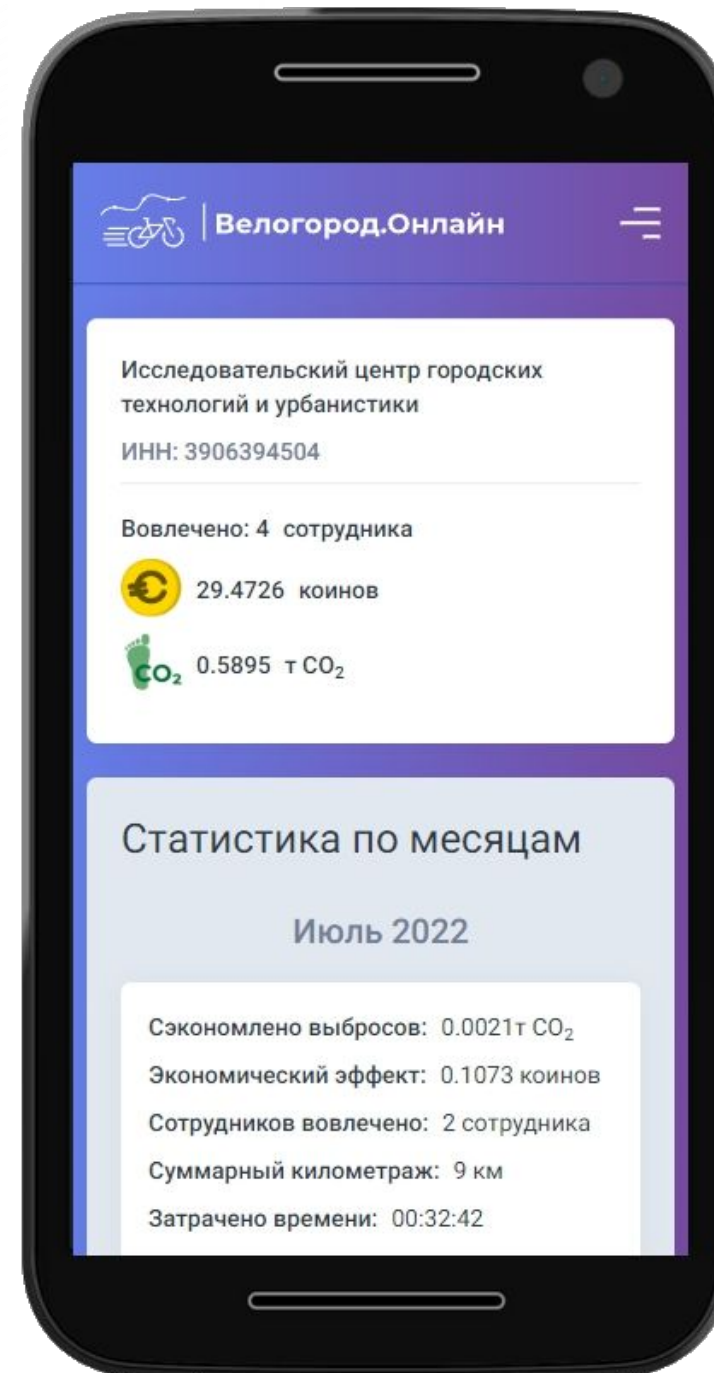 Велогород.Онлайн
Исследовательский центр городских
технологий и урбанистики
ИНН: 3906394504
Вовлечено: 4 сотрудника
29.4726 коинов
CO₂ 0.5895 т CO₂
Статистика по месяцам
Июль 2022
Сэкономлено выбросов: 0.0021т CO₂
Экономический эффект: 0.1073 коинов
Сотрудников вовлечено: 2 сотрудника
Суммарный километраж: 9 км
Затрачено времени: 00:32:42